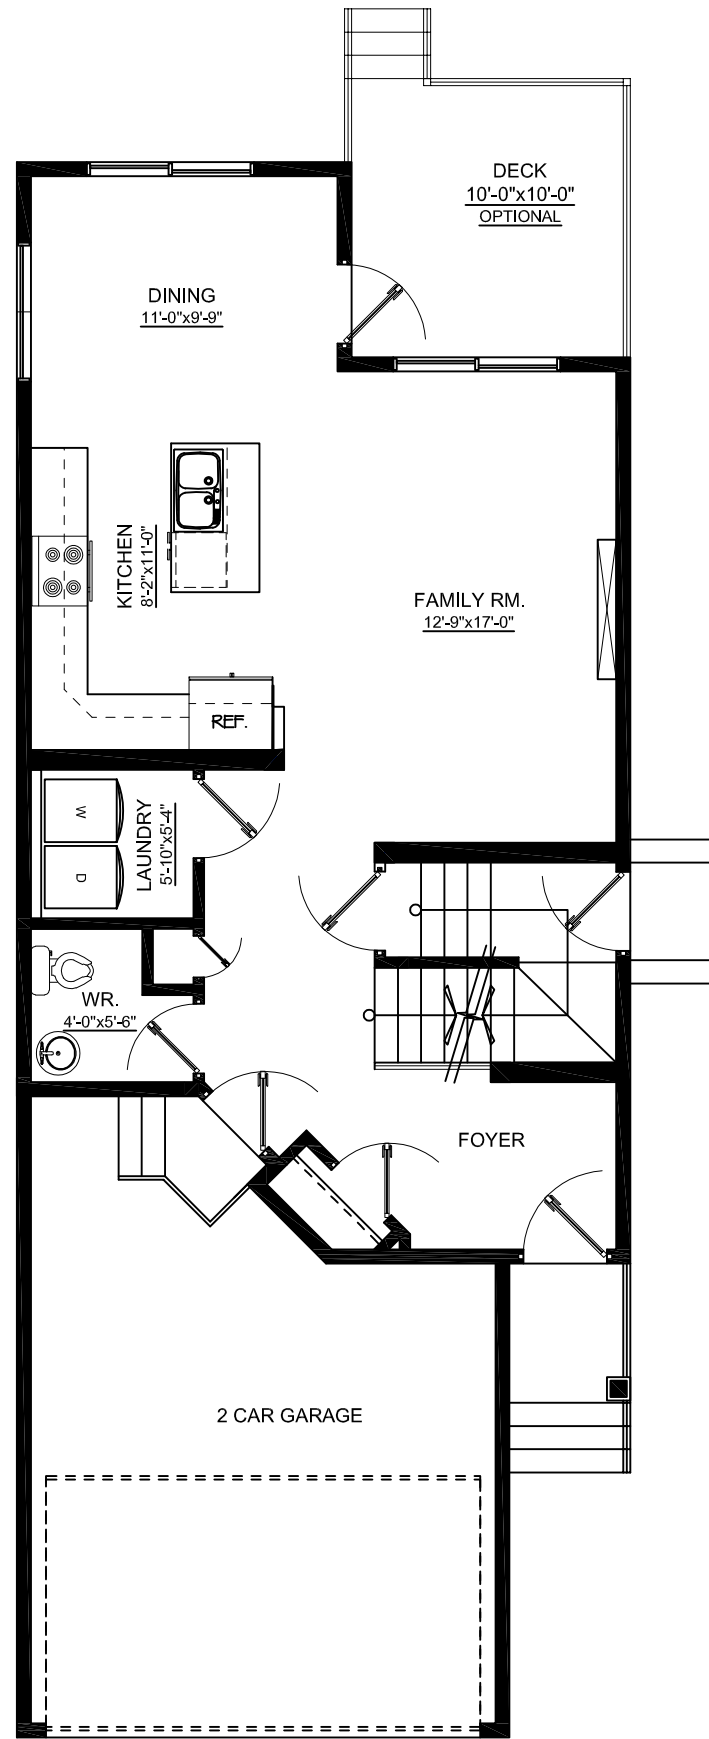 DECK
10'-0"x10'-0"
OPTIONAL
DINING
11'-0"x9'-9"
KITCHEN
8'-2"x11'-0"
FAMILY RM.
12'-9"x17'-0"
REF.
W
D
LAUNDRY
5'-10"x5'-4"
WR.
4'-0"x5'-6"
FOYER
2 CAR GARAGE